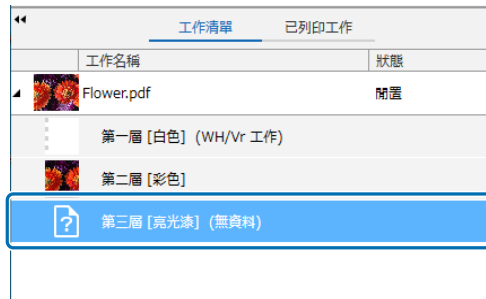 工作清單 已列印工作
工作名稱 狀態
Flower.pdf 閒置
第一層 [白色] (WH/Vr 工作)
第二層 [彩色]
第三層 [亮光漆] (無資料)